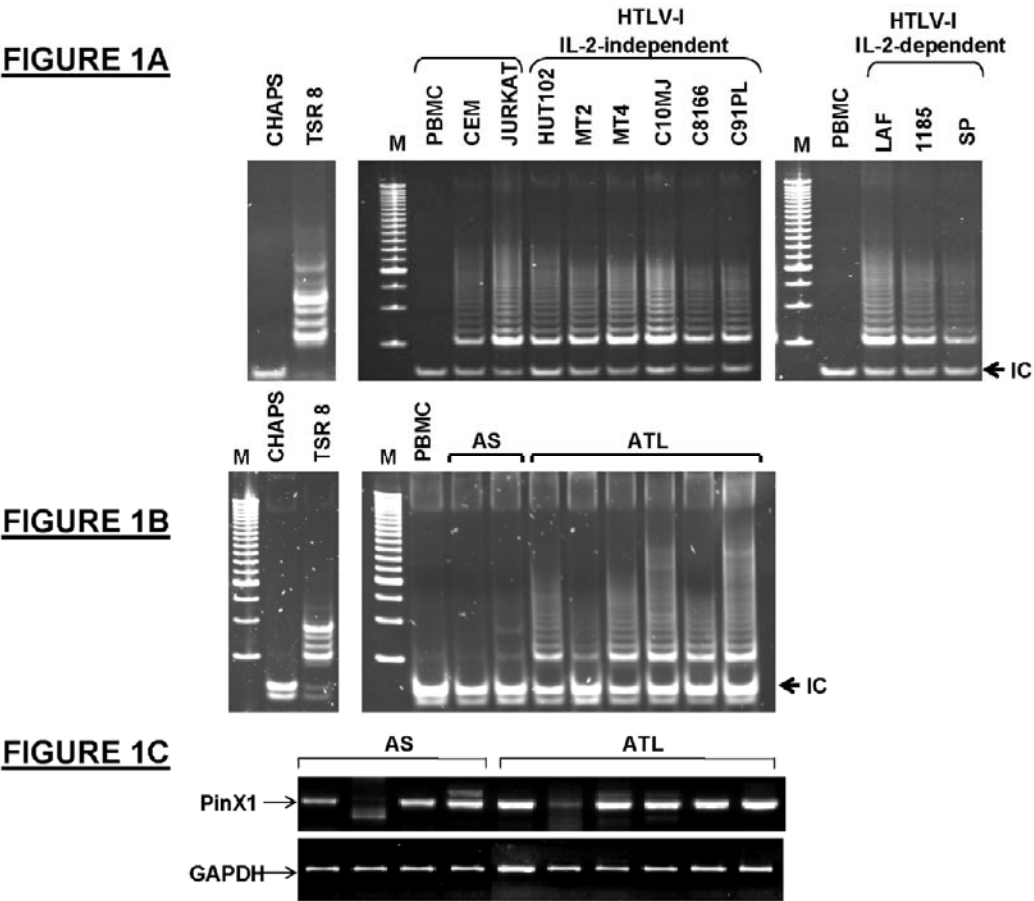 FIGURE 1A
CHAPS
TSR 8
M
PBMC
CEM
JURKAT
HTLV-I
IL-2-independent
HUT102
MT2
MT4
C10MJ
C8166
C91PL
HTLV-I
IL-2-dependent
M
PBMC
LAF
1185
SP
IC
FIGURE 1B
M
CHAPS
TSR 8
M
PBMC
AS
ATL
IC
FIGURE 1C
AS
ATL
PinX1
GAPDH